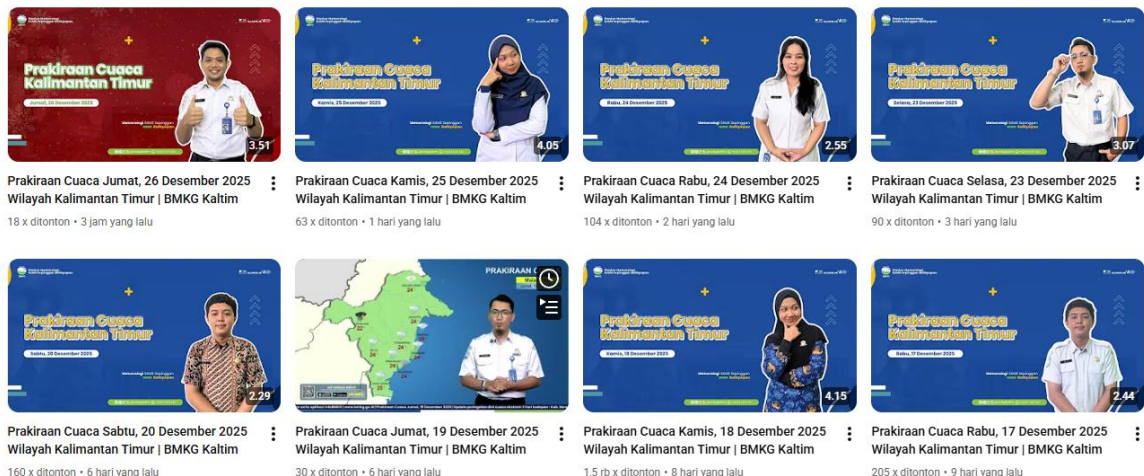 Prakiraan Cuaca
Kalimantan Timur
Jumat, 26 Desember 2025
3.51
Prakiraan Cuaca Jumat, 26 Desember 2025
Wilayah Kalimantan Timur | BMKG Kaltim
18 x ditonton • 3 jam yang lalu
Prakiraan Cuaca
Kalimantan Timur
Kamis, 25 Desember 2025
4.05
Prakiraan Cuaca Kamis, 25 Desember 2025
Wilayah Kalimantan Timur | BMKG Kaltim
63 x ditonton • 1 hari yang lalu
Prakiraan Cuaca
Kalimantan Timur
Rabu, 24 Desember 2025
2.55
Prakiraan Cuaca Rabu, 24 Desember 2025
Wilayah Kalimantan Timur | BMKG Kaltim
104 x ditonton • 2 hari yang lalu
Prakiraan Cuaca
Kalimantan Timur
Selasa, 23 Desember 2025
3.07
Prakiraan Cuaca Selasa, 23 Desember 2025
Wilayah Kalimantan Timur | BMKG Kaltim
90 x ditonton • 3 hari yang lalu
Prakiraan Cuaca
Kalimantan Timur
Sabtu, 20 Desember 2025
2.29
Prakiraan Cuaca Sabtu, 20 Desember 2025
Wilayah Kalimantan Timur | BMKG Kaltim
160 x ditonton • 6 hari yang lalu
PRAKIRAAN
Prakiraan Cuaca Jumat, 19 Desember 2025
Wilayah Kalimantan Timur | BMKG Kaltim
30 x ditonton • 6 hari yang lalu
Prakiraan Cuaca
Kalimantan Timur
Kamis, 18 Desember 2025
4.15
Prakiraan Cuaca Kamis, 18 Desember 2025
Wilayah Kalimantan Timur | BMKG Kaltim
1,5 rb x ditonton • 8 hari yang lalu
Prakiraan Cuaca
Kalimantan Timur
Rabu, 17 Desember 2025
2.44
Prakiraan Cuaca Rabu, 17 Desember 2025
Wilayah Kalimantan Timur | BMKG Kaltim
205 x ditonton • 9 hari yang lalu